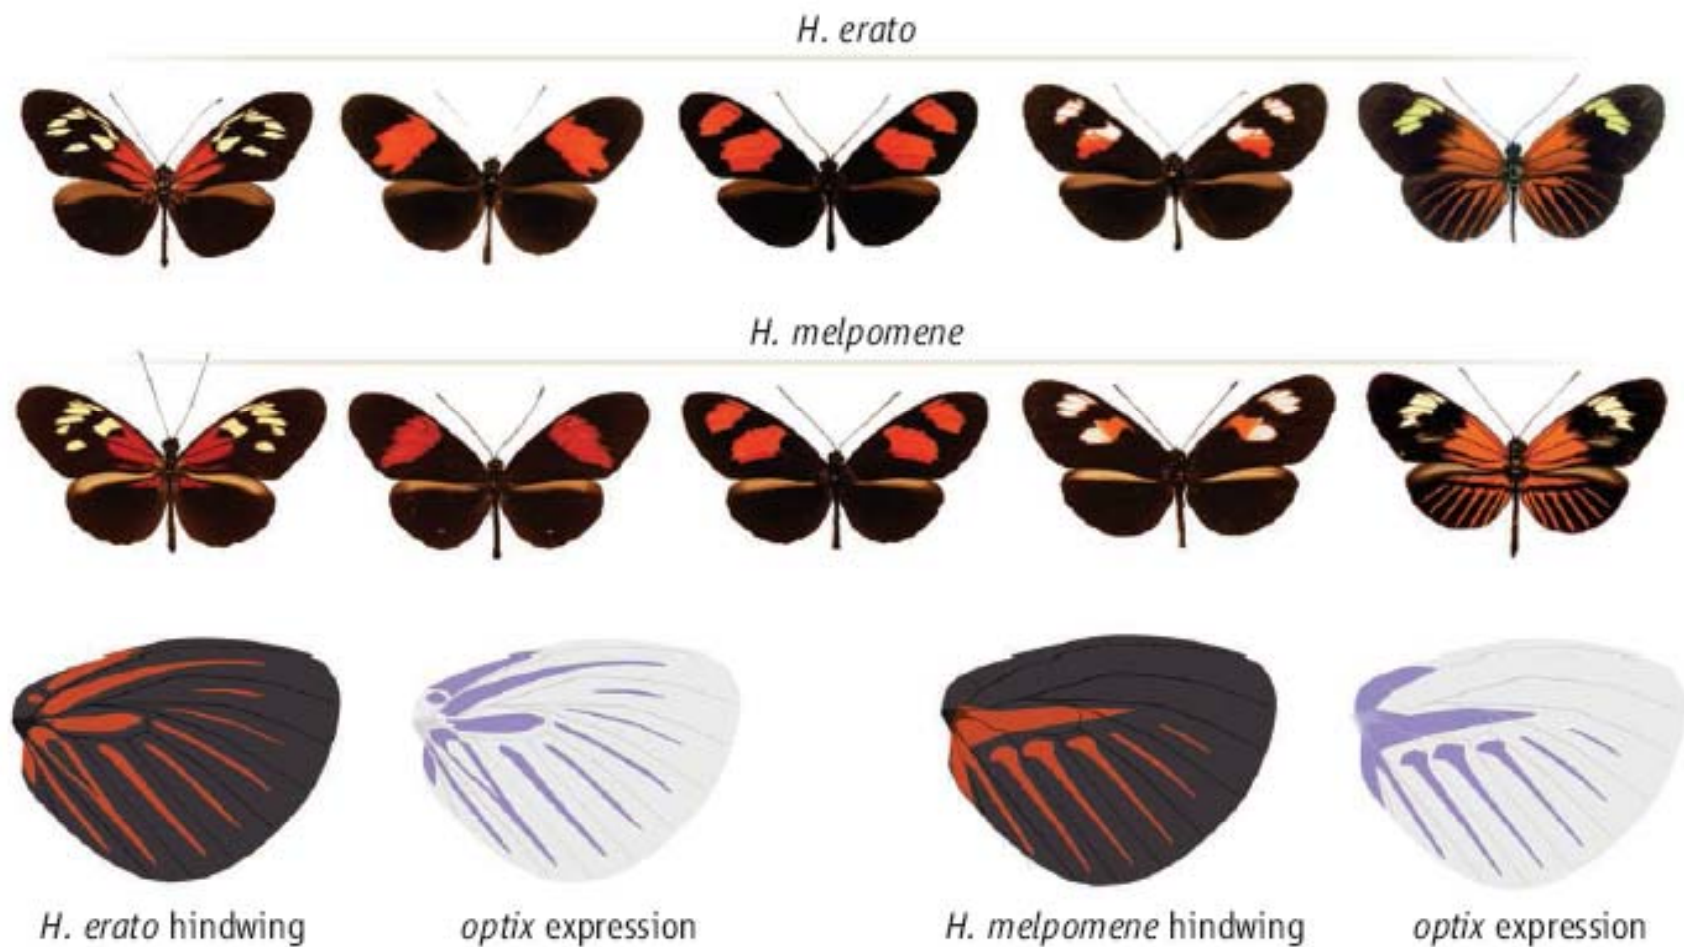 H. erato
H. melpomene
H. erato hindwing
optix expression
H. melpomene hindwing
optix expression